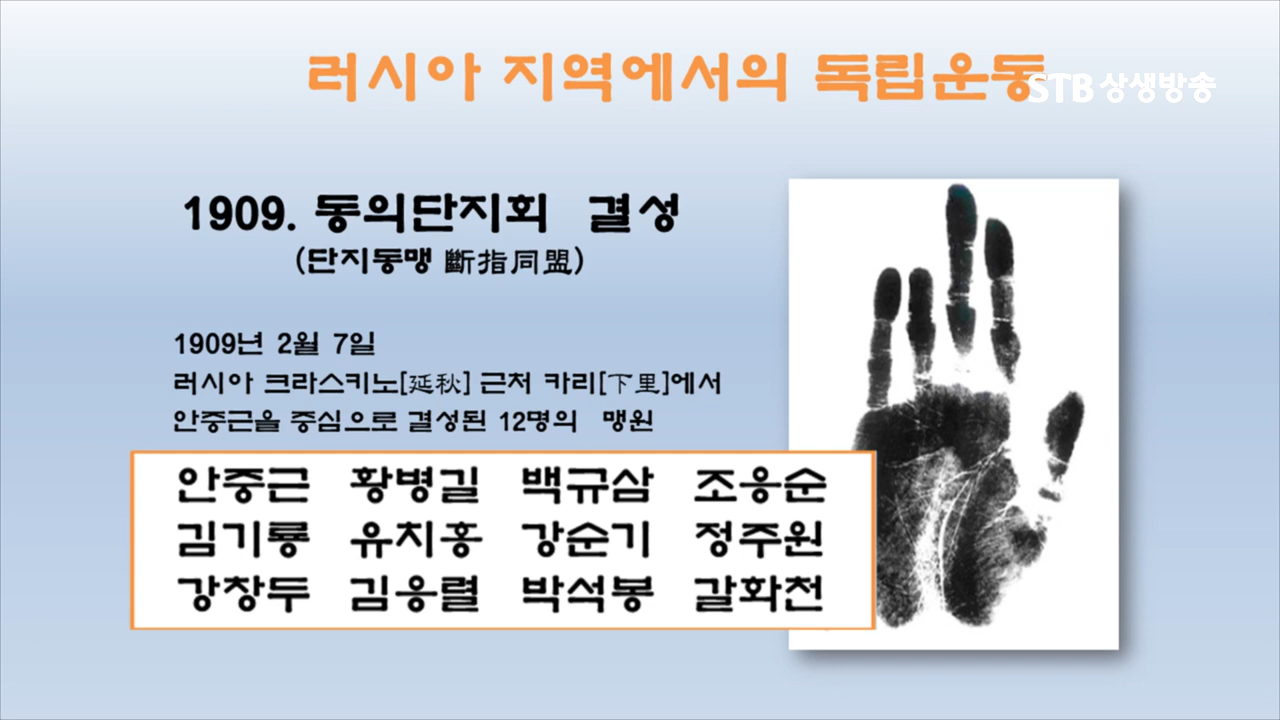 러시아 지역에서의 독립운동
STB 상생방송
1909. 동의단지회 결성
(단지동맹 斷指同盟)
1909년 2월 7일
러시아 크라스키노[延秋] 근처 카리[下里]에서
안중근을 중심으로 결성된 12명의 맹원
안중근 황병길 백규삼 조응순
김기룡 유치홍 강순기 정주원
강창두 김응렬 박석봉 갈화천